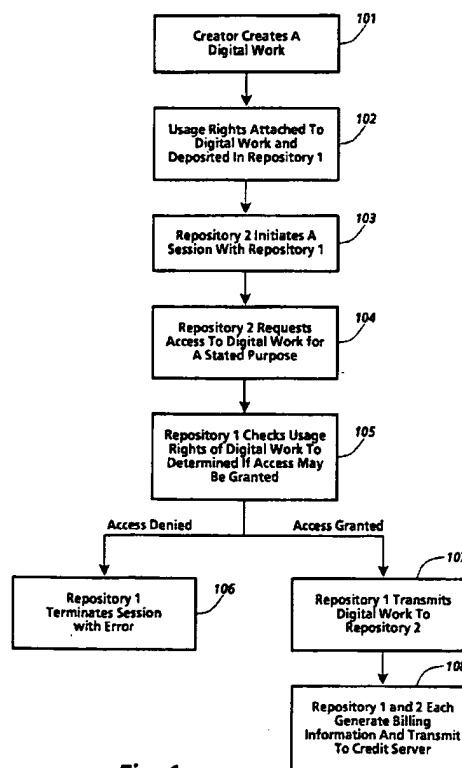 101
Creator Creates A
Digital Work
102
Usage Rights Attached To
Digital Work and
Deposited In Repository 1
103
Repository 2 Initiates A
Session With Repository 1
104
Repository 2 Requests
Access To Digital Work for
A Stated Purpose
105
Repository 1 Checks Usage
Rights of Digital Work To
Determined If Access May
Be Granted
Access Denied
Access Granted
106
Repository 1
Terminates Session
with Error
107
Repository 1 Transmits
Digital Work To
Repository 2
108
Repository 1 and 2 Each
Generate Billing
Information And Transmit
To Credit Server